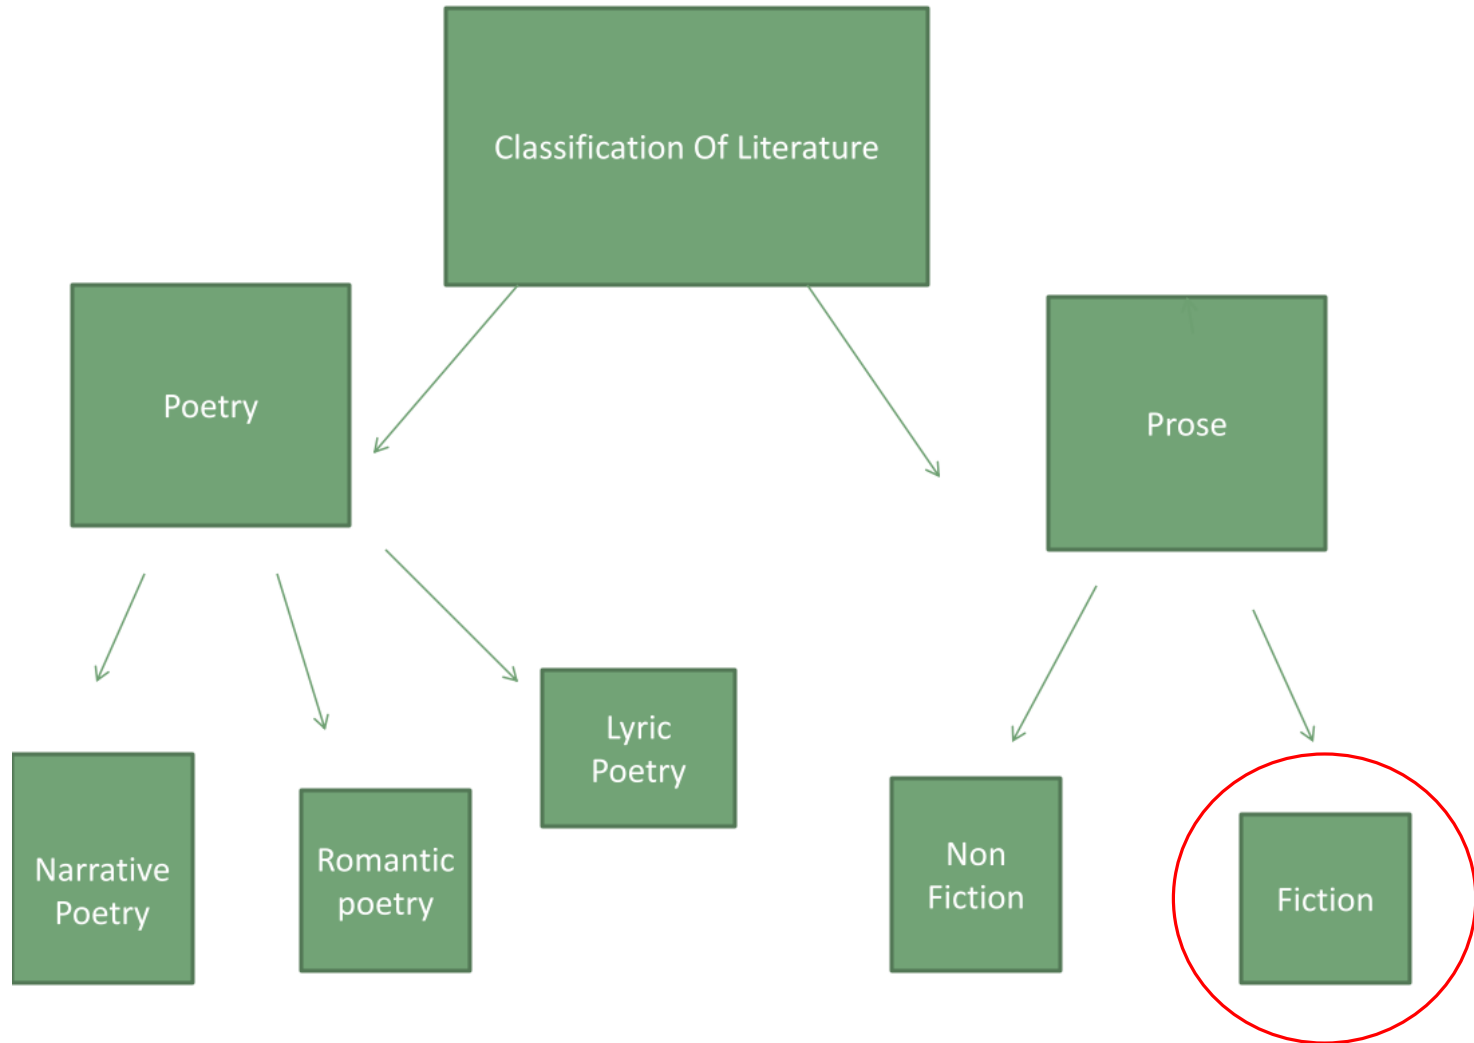 Classification Of Literature
Poetry
Prose
Lyric
Poetry
Narrative
Poetry
Romantic
poetry
Non
Fiction
Fiction